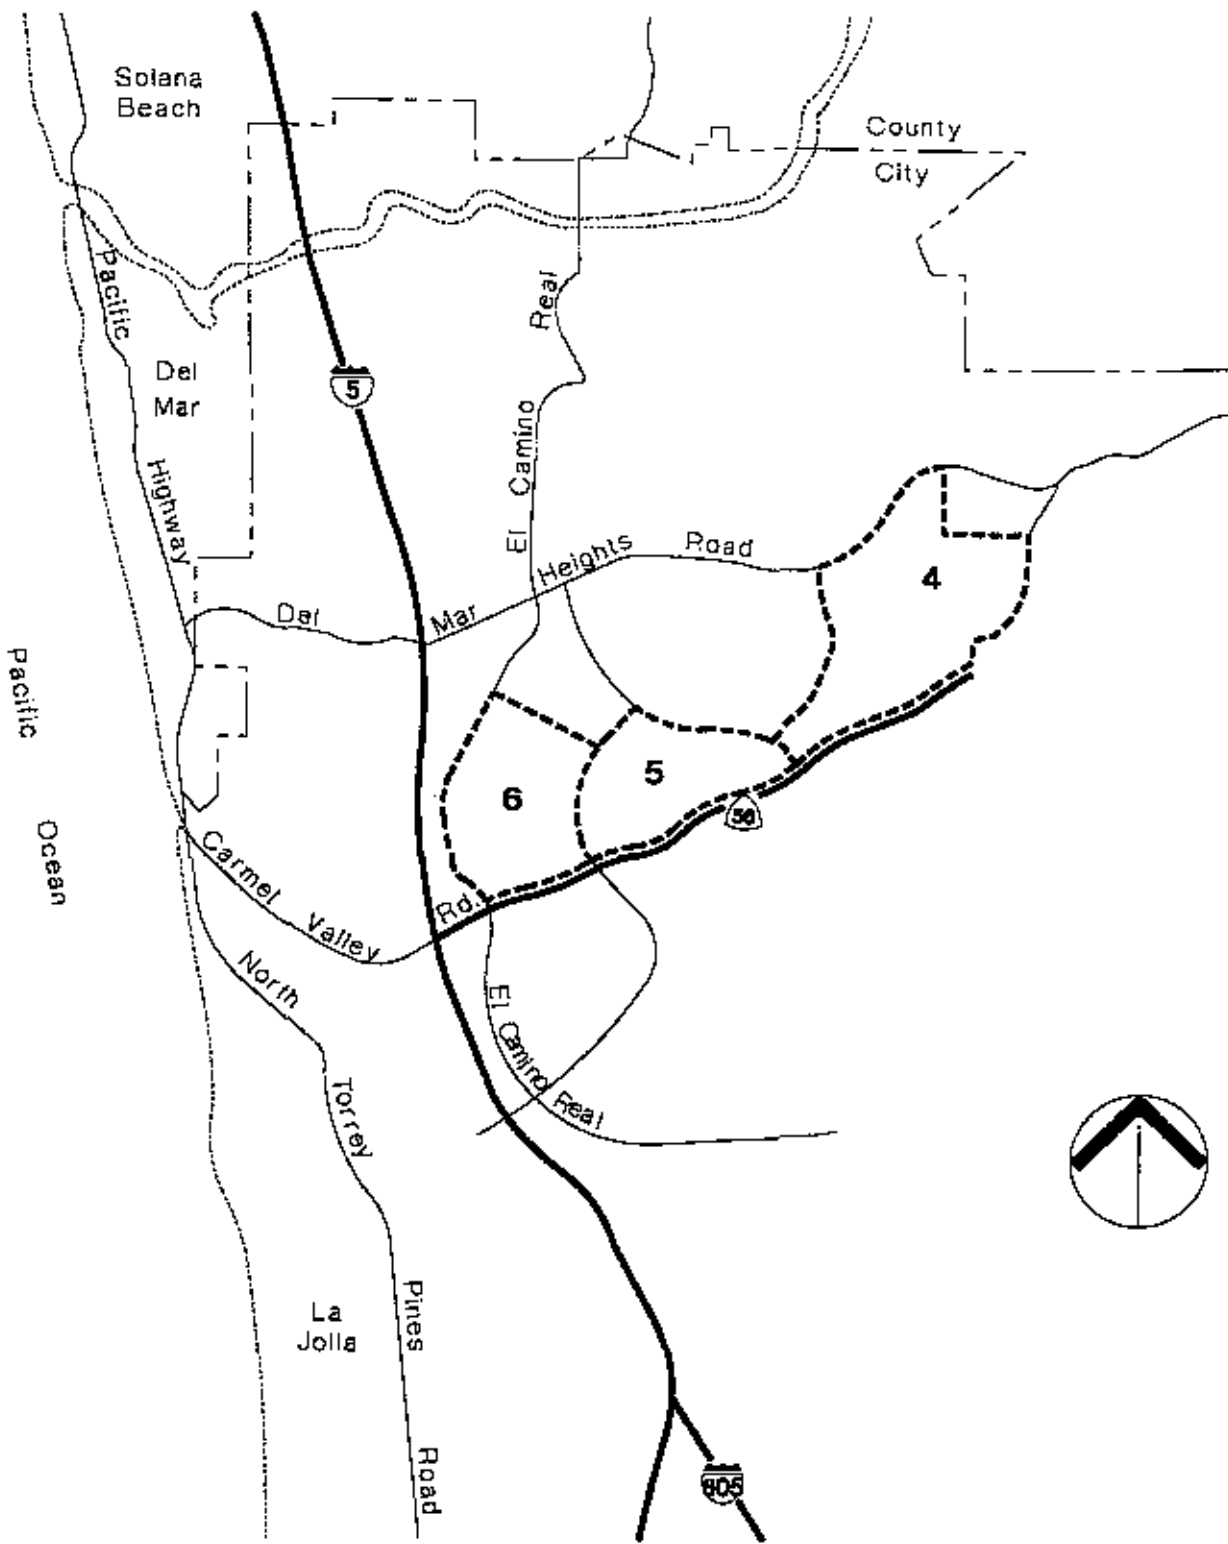 Solana
Beach
County
City
Pacific
Highway
Del
Mar
5
El Camino Real
Del Mar Heights Road
4
5
6
56
Pacific
Ocean
Carmel Valley Rd.
North Torrey Pines Road
El Camino Real
La
Jolla
805